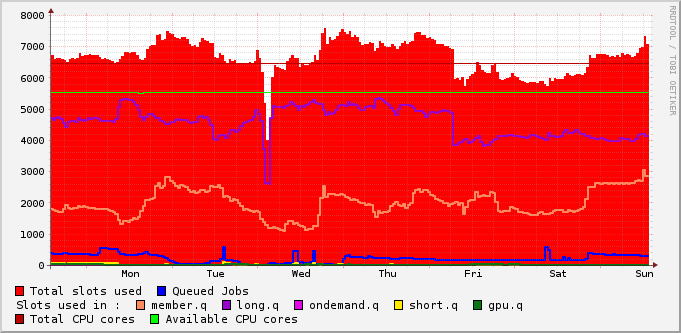 8000
7000
6000
5000
4000
3000
2000
1000
0
Mon Tue Wed Thu Fri Sat Sun
RRDTOOL / TOBI OETIKER
Total slots used Queued Jobs
Slots used in : member.q long.q ondemand.q short.q gpu.q
Total CPU cores Available CPU cores